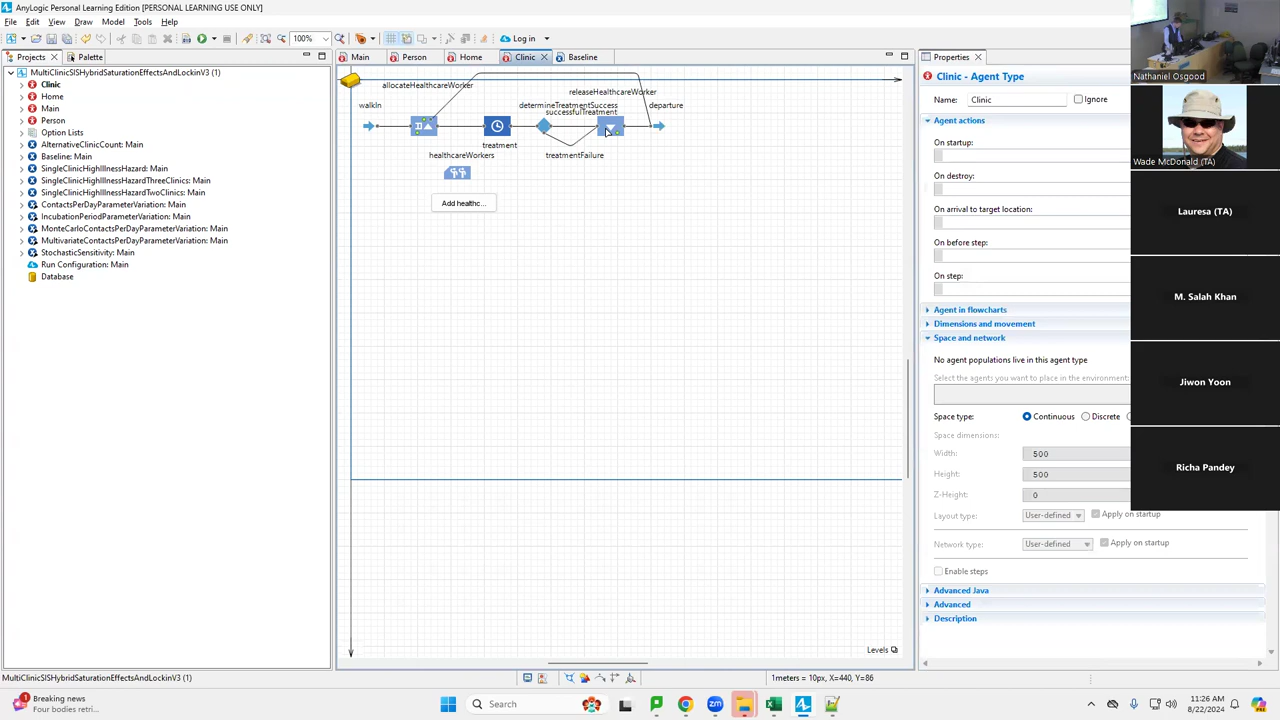 AnyLogic Personal Learning Edition [PERSONAL LEARNING USE ONLY]
File Edit View Draw Model Tools Help
100%
Log in
Projects
Palette
Main
Person
Home
Clinic
Baseline
Properties
MultiClinicSISHybridSaturationEffectsAndLockinV3 (1)
Clinic
Home
Main
Person
Option Lists
AlternativeClinicCount: Main
Baseline: Main
SingleClinicHighIllnessHazard: Main
SingleClinicHighIllnessHazardThreeClinics: Main
SingleClinicHighIllnessHazardTwoClinics: Main
ContactsPerDayParameterVariation: Main
IncubationPeriodParameterVariation: Main
MonteCarloContactsPerDayParameterVariation: Main
MultivariateContactsPerDayParameterVariation: Main
StochasticSensitivity: Main
Run Configuration: Main
Database
allocateHealthcareWorker
releaseHealthcareWorker
walkIn
determineTreatmentSuccess
departure
successfulTreatment
treatment
healthcareWorkers
treatmentFailure
Add healthc...
Levels
Clinic - Agent Type
Name:
Clinic
Ignore
Agent actions
On startup:
On destroy:
On arrival to target location:
On before step:
On step:
Agent in flowcharts
Dimensions and movement
Space and network
No agent populations live in this agent type
Select the agents you want to place in the environment:
Space type:
Continuous
Discrete
Space dimensions:
Width:
500
Height:
500
Z-Height:
0
Layout type:
User-defined
Apply on startup
Network type:
User-defined
Apply on startup
Enable steps
Advanced Java
Advanced
Description
Nathaniel Osgood
Wade McDonald (TA)
Lauresa (TA)
M. Salah Khan
Jiwon Yoon
Richa Pandey
MultiClinicSISHybridSaturationEffectsAndLockinV3 (1)
1meters = 10px, X=440, Y=86
1
Breaking news
Four bodies retri...
Search
zm
11:26 AM
8/22/2024